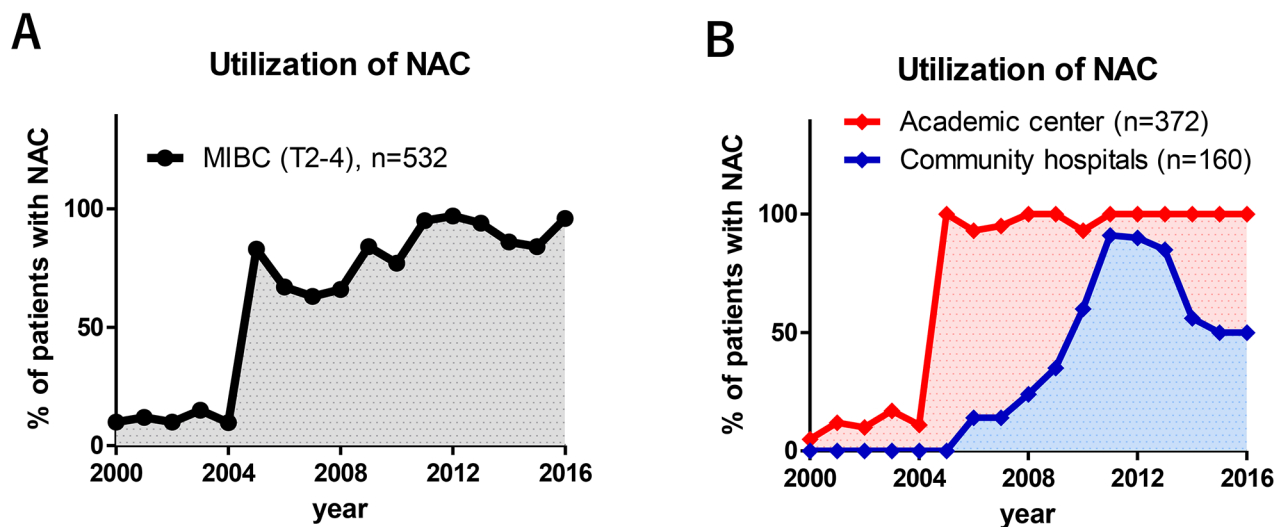 A
Utilization of NAC
MIBC (T2-4), n=532
% of patients with NAC
100
50
0
2000 2004 2008 2012 2016
year
B
Utilization of NAC
Academic center (n=372)
Community hospitals (n=160)
% of patients with NAC
100
50
0
2000 2004 2008 2012 2016
year